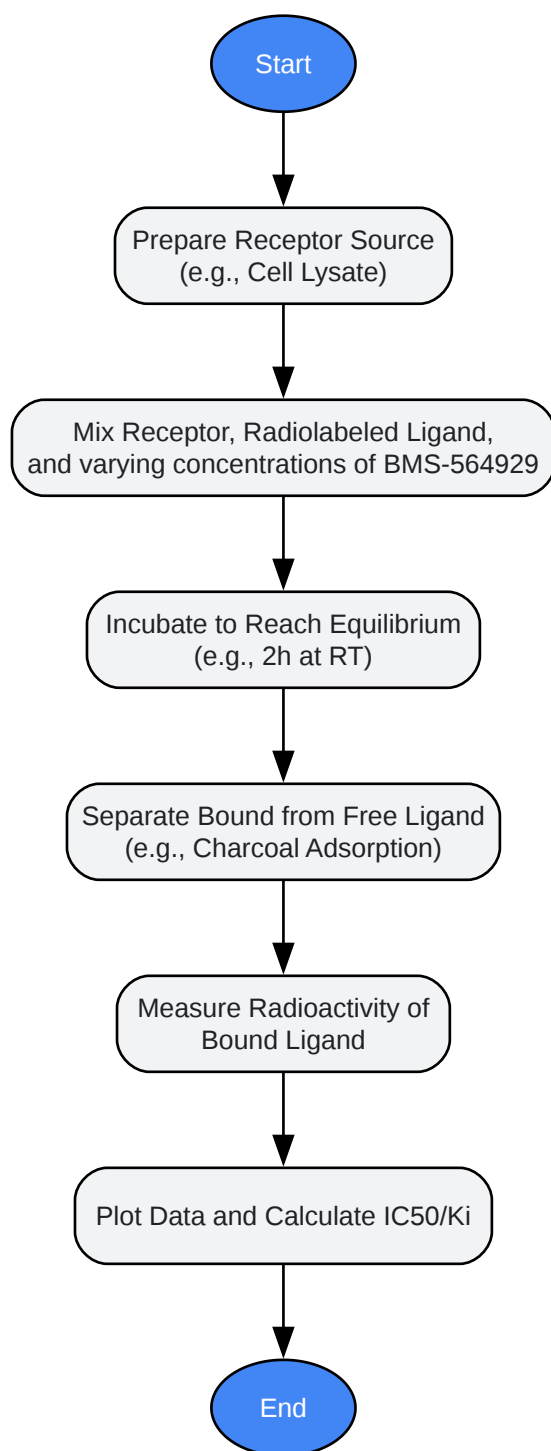 Start
Prepare Receptor Source
(e.g., Cell Lysate)
Mix Receptor, Radiolabeled Ligand,
and varying concentrations of BMS-564929
Incubate to Reach Equilibrium
(e.g., 2h at RT)
Separate Bound from Free Ligand
(e.g., Charcoal Adsorption)
Measure Radioactivity of
Bound Ligand
Plot Data and Calculate IC50/Ki
End